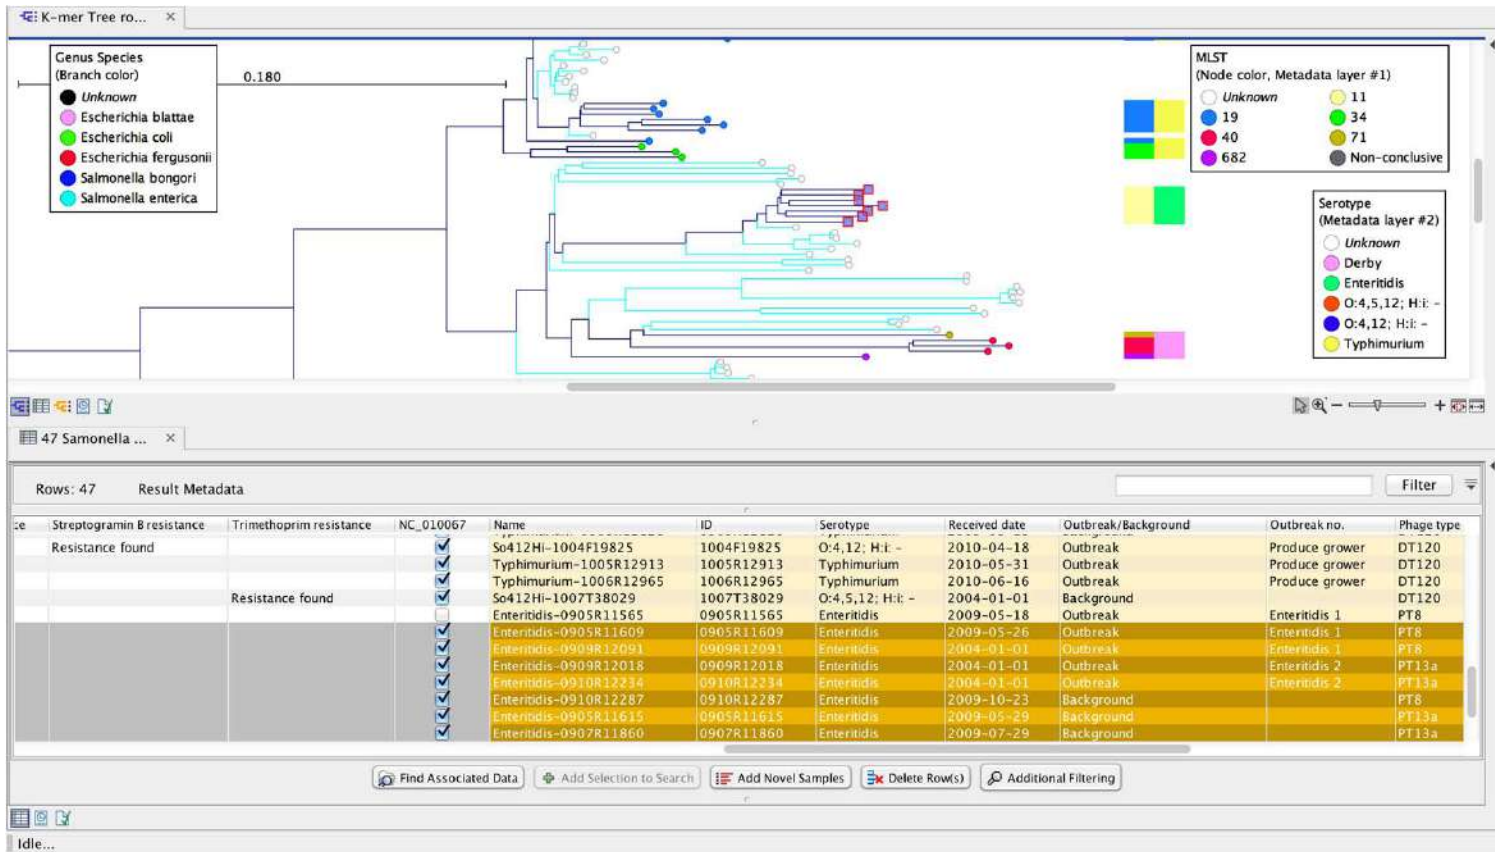 K-mer Tree ro... ×
Genus Species
(Branch color)
Unknown
Escherichia blattae
Escherichia coli
Escherichia fergusonii
Salmonella bongori
Salmonella enterica
0.180
MLST
(Node color, Metadata layer #1)
Unknown 11
19 34
40 71
682 Non-conclusive
Serotype
(Metadata layer #2)
Unknown
Derby
Enteritidis
O:4,5,12; H:i: -
O:4,12; H:i: -
Typhimurium
47 Samonella ... ×
Rows: 47 Result Metadata Filter
ce Streptogramin B resistance Trimethoprim resistance NC_010067 Name ID Serotype Received date Outbreak/Background Outbreak no. Phage type
Resistance found So412Hi-1004F19825 1004F19825 O:4,12; H:i: - 2010-04-18 Outbreak Produce grower DT120
Typhimurium-1005R12913 1005R12913 Typhimurium 2010-05-31 Outbreak Produce grower DT120
Typhimurium-1006R12965 1006R12965 Typhimurium 2010-06-16 Outbreak Produce grower DT120
Resistance found So412Hi-1007T38029 1007T38029 O:4,5,12; H:i: - 2004-01-01 Background DT120
Enteritidis-0905R11565 0905R11565 Enteritidis 2009-05-18 Outbreak Enteritidis 1 PT8
Enteritidis-0905R11609 0905R11609 Enteritidis 2009-05-26 Outbreak Enteritidis 1 PT8
Enteritidis-0909R12091 0909R12091 Enteritidis 2004-01-01 Outbreak Enteritidis 1 PT8
Enteritidis-0909R12018 0909R12018 Enteritidis 2004-01-01 Outbreak Enteritidis 2 PT13a
Enteritidis-0910R12234 0910R12234 Enteritidis 2004-01-01 Outbreak Enteritidis 2 PT13a
Enteritidis-0910R12287 0910R12287 Enteritidis 2009-10-23 Background PT8
Enteritidis-0905R11615 0905R11615 Enteritidis 2009-05-29 Background PT13a
Enteritidis-0907R11860 0907R11860 Enteritidis 2009-07-29 Background PT13a
Find Associated Data Add Selection to Search Add Novel Samples Delete Row(s) Additional Filtering
Idle...